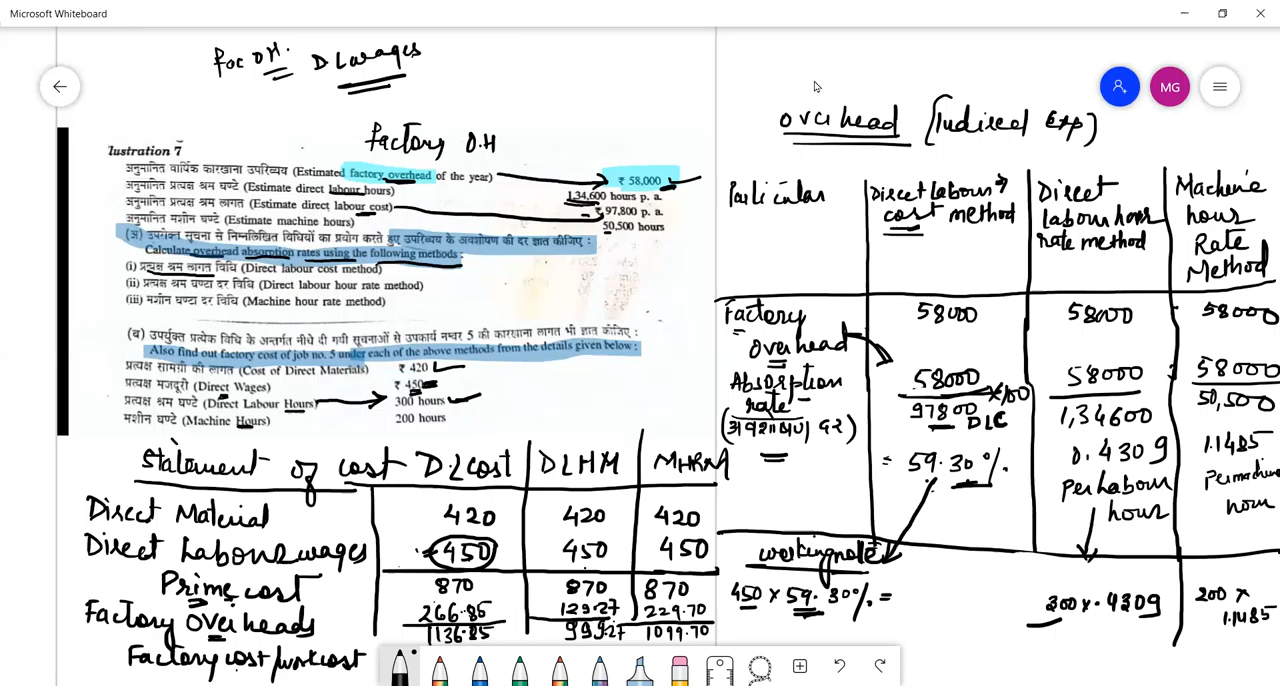 Microsoft Whiteboard
Fac OH. D L wages
MG
overhead (Indirect Exp)
factory O.H
lustration 7
अनुमानित वार्षिक कारखाना उपरिव्यय (Estimated factory overhead of the year) ₹ 58,000
अनुमानित प्रत्यक्ष श्रम घण्टे (Estimate direct labour hours) 1,34,600 hours p. a.
अनुमानित प्रत्यक्ष श्रम लागत (Estimate direct labour cost) ₹ 97,800 p. a.
अनुमानित मशीन घण्टे (Estimate machine hours) 50,500 hours
(अ) उपरोक्त सूचना से निम्नलिखित विधियों का प्रयोग करते हुए उपरिव्यय के अवशोषण की दर ज्ञात कीजिए :
Calculate overhead absorption rates using the following methods :
(i) प्रत्यक्ष श्रम लागत विधि (Direct labour cost method)
(ii) प्रत्यक्ष श्रम घण्टा दर विधि (Direct labour hour rate method)
(iii) मशीन घण्टा दर विधि (Machine hour rate method)
(ब) उपर्युक्त प्रत्येक विधि के अन्तर्गत नीचे दी गयी सूचनाओं से उपकार्य नम्बर 5 की कारखाना लागत भी ज्ञात कीजिए :
Also find out factory cost of job no. 5 under each of the above methods from the details given below :
प्रत्यक्ष सामग्री की लागत (Cost of Direct Materials) ₹ 420
प्रत्यक्ष मजदूरी (Direct Wages) ₹ 450
प्रत्यक्ष श्रम घण्टे (Direct Labour Hours) 300 hours
मशीन घण्टे (Machine Hours) 200 hours
Particular Direct Labour cost method Direct labour hour rate method Machine hour Rate Method
Factory overhead 58000 58000 58000
Absorption rate 58000 58000 58000
97800 ×100 1,34600 50,500
DLC
= 59.30% 0.4309 per Labour hour 1.1485 Per machine hour
Statement of cost DL cost DLHM MHRM
Direct Material 420 420 420
Direct Labour wages 450 450 450
Prime cost 870 870 870
Factory overheads 266.85 129.27 229.70
1136.85 999.27 1099.70
Factory cost/work cost
working note
450 × 59.30% = 300 × .4309 200 × 1.1485